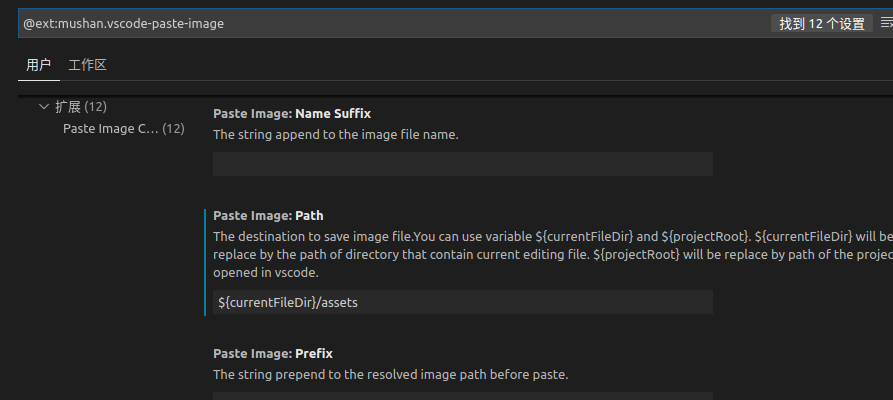 @ext:mushan.vscode-paste-image
找到 12 个设置
用户 工作区
扩展 (12)
Paste Image C... (12)
Paste Image: Name Suffix
The string append to the image file name.
Paste Image: Path
The destination to save image file.You can use variable ${currentFileDir} and ${projectRoot}. ${currentFileDir} will be
replace by the path of directory that contain current editing file. ${projectRoot} will be replace by path of the projec
opened in vscode.
${currentFileDir}/assets
Paste Image: Prefix
The string prepend to the resolved image path before paste.